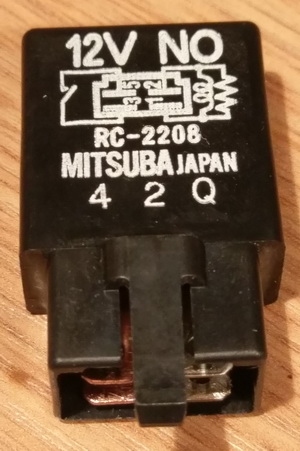 12V NO
RC-2208
MITSUBA JAPAN
4 2 Q